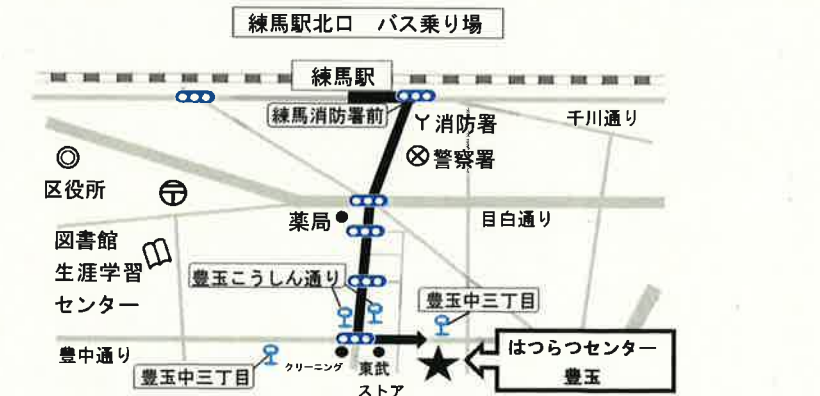 練馬駅北口　バス乗り場
練馬駅
練馬消防署前
消防署
千川通り
警察署
区役所
薬局
目白通り
図書館
生涯学習
センター
豊玉こうしん通り
豊玉中三丁目
豊中通り
豊玉中三丁目
クリーニング
東武
ストア
はつらつセンター
豊玉